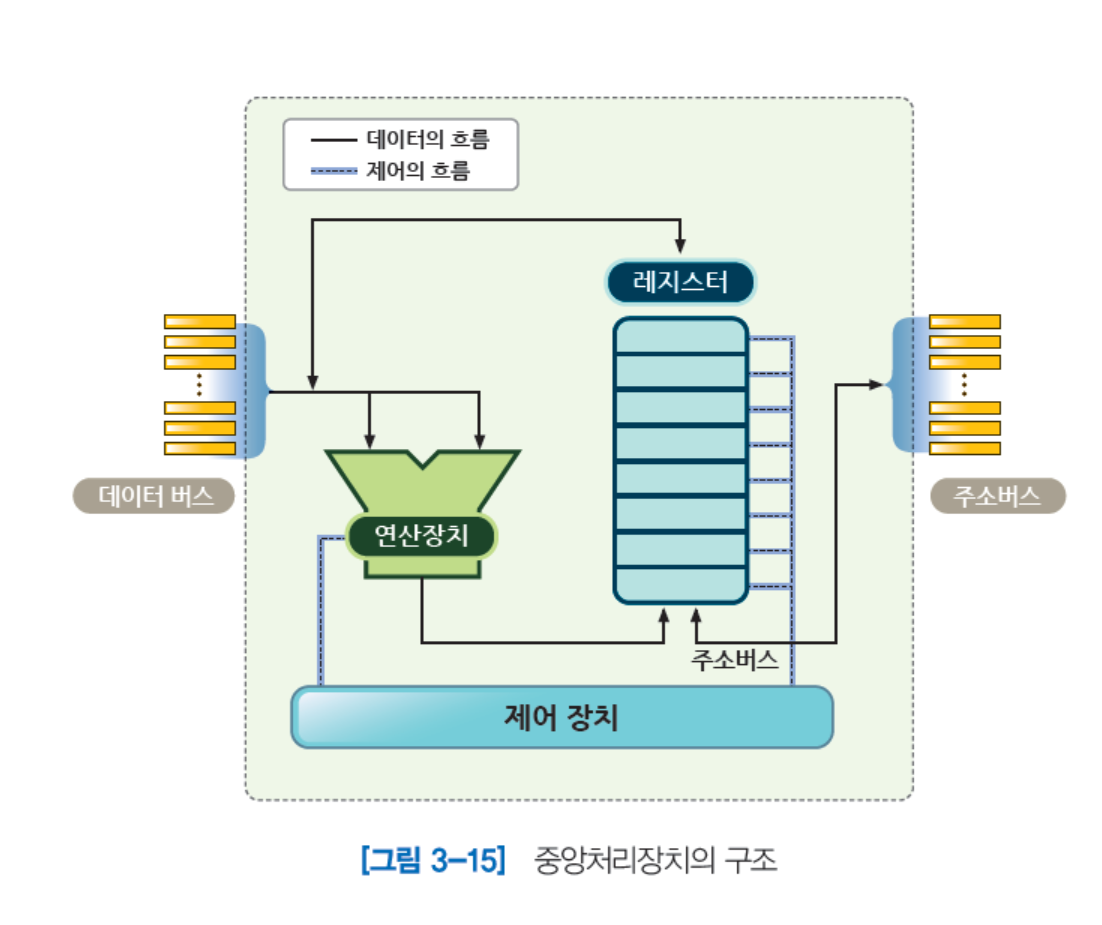 데이터의 흐름
제어의 흐름
레지스터
데이터 버스
주소버스
연산장치
주소버스
제어 장치
[그림 3-15] 중앙처리장치의 구조